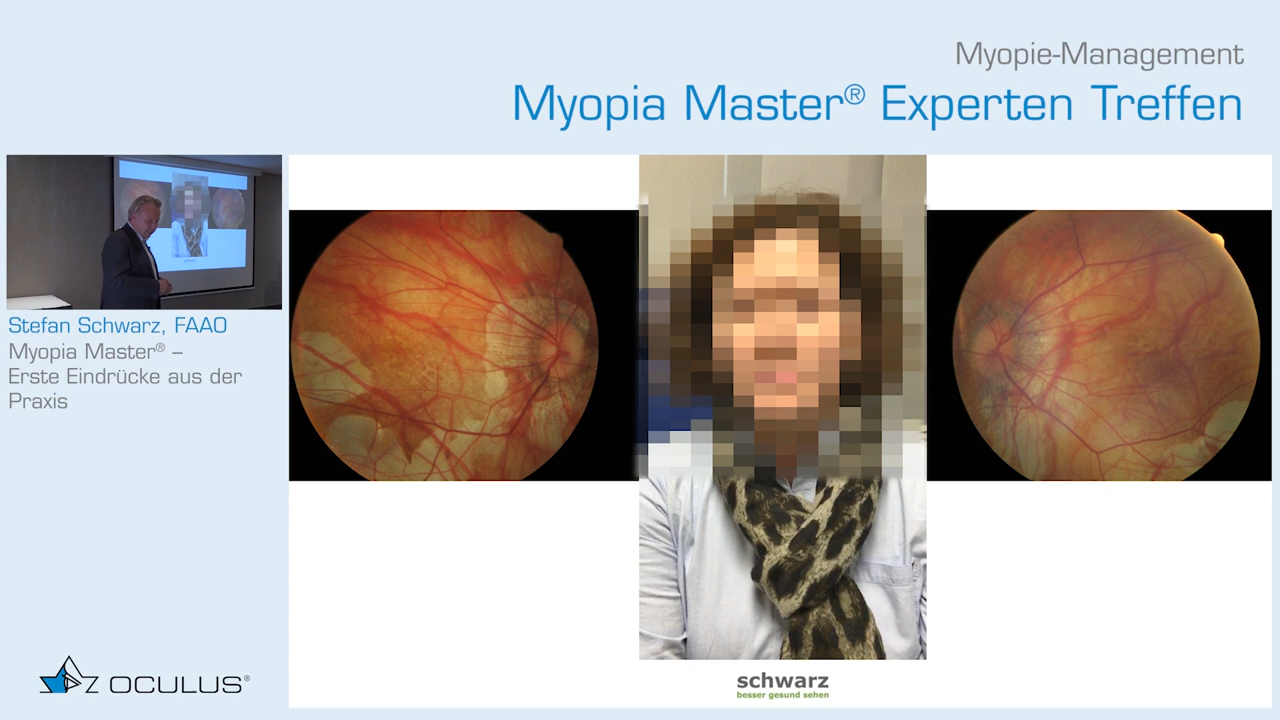 Myopie-Management
Myopia Master® Experten Treffen
Stefan Schwarz, FAAO
Myopia Master® –
Erste Eindrücke aus der
Praxis
OCULUS®
schwarz
besser gesund sehen